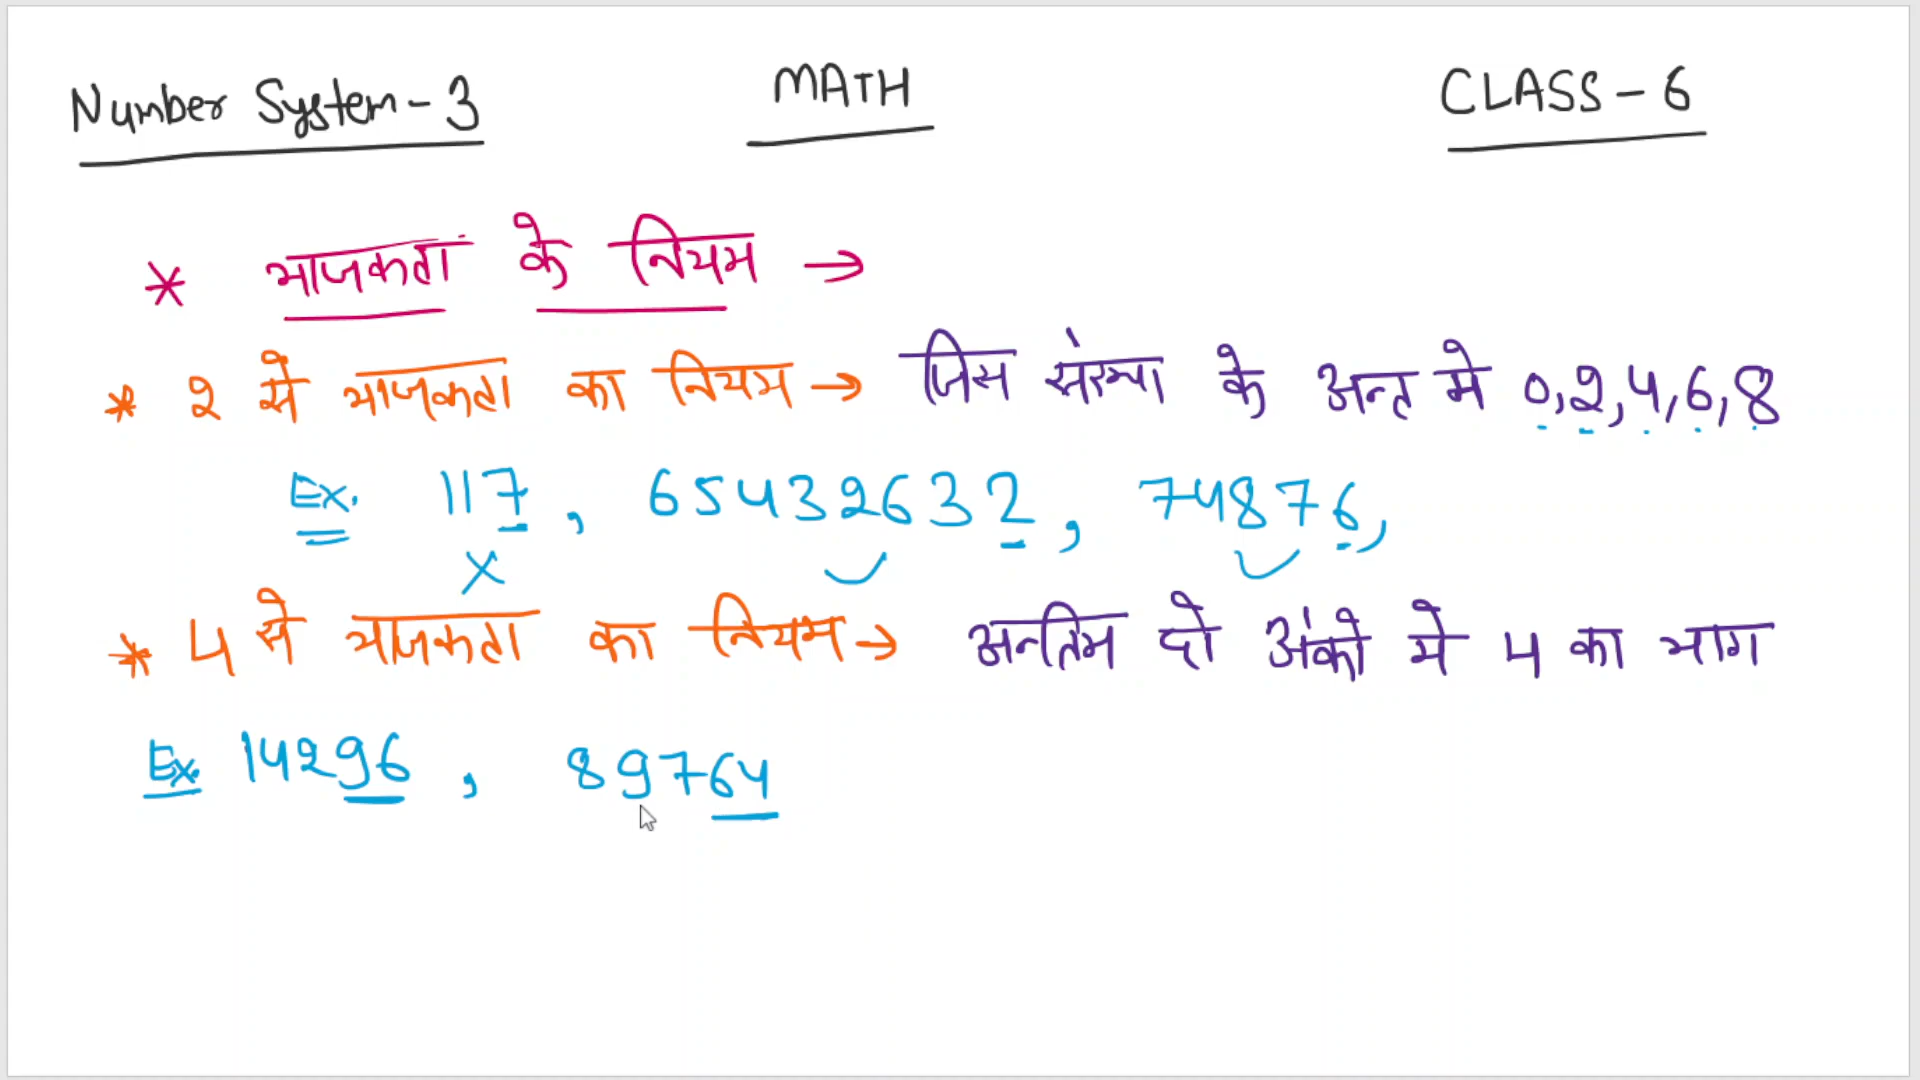 Number System-3 MATH CLASS-6
* भाजकता के नियम →
* 2 से भाजकता का नियम → जिस संख्या के अन्त मे 0,2,4,6,8
Ex. 117, 65432632, 74876,
* 4 से भाजकता का नियम → अन्तिम दो अंको मे 4 का भाग
Ex. 14296, 89764